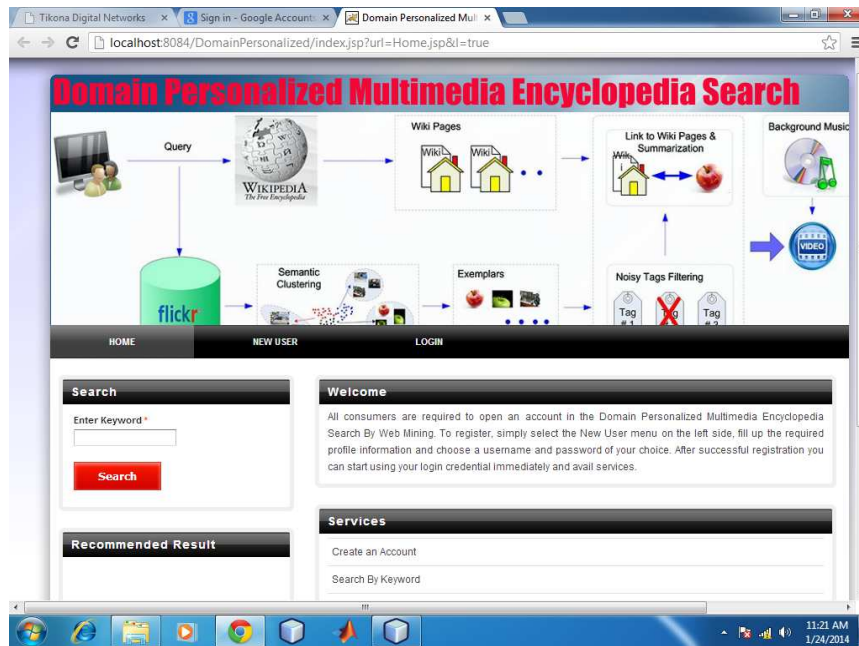 Tikona Digital Networks
Sign in - Google Accounts
Domain Personalized Mul
localhost:8084/DomainPersonalized/index.jsp?url=Home.jsp&l=true
Domain Personalized Multimedia Encyclopedia Search
Query
WIKIPEDIA
The Free Encyclopedia
Wiki Pages
Wiki
Wiki
Link to Wiki Pages &
Summarization
Wiki
Background Music
VIDEO
flickr
Semantic
Clustering
Exemplars
Noisy Tags Filtering
Tag
# 1
Tag
Tag
# 3
HOME
NEW USER
LOGIN
Search
Enter Keyword *
Search
Recommended Result
Welcome
All consumers are required to open an account in the Domain Personalized Multimedia Encyclopedia
Search By Web Mining. To register, simply select the New User menu on the left side, fill up the required
profile information and choose a username and password of your choice. After successful registration you
can start using your login credential immediately and avail services.
Services
Create an Account
Search By Keyword
11:21 AM
1/24/2014